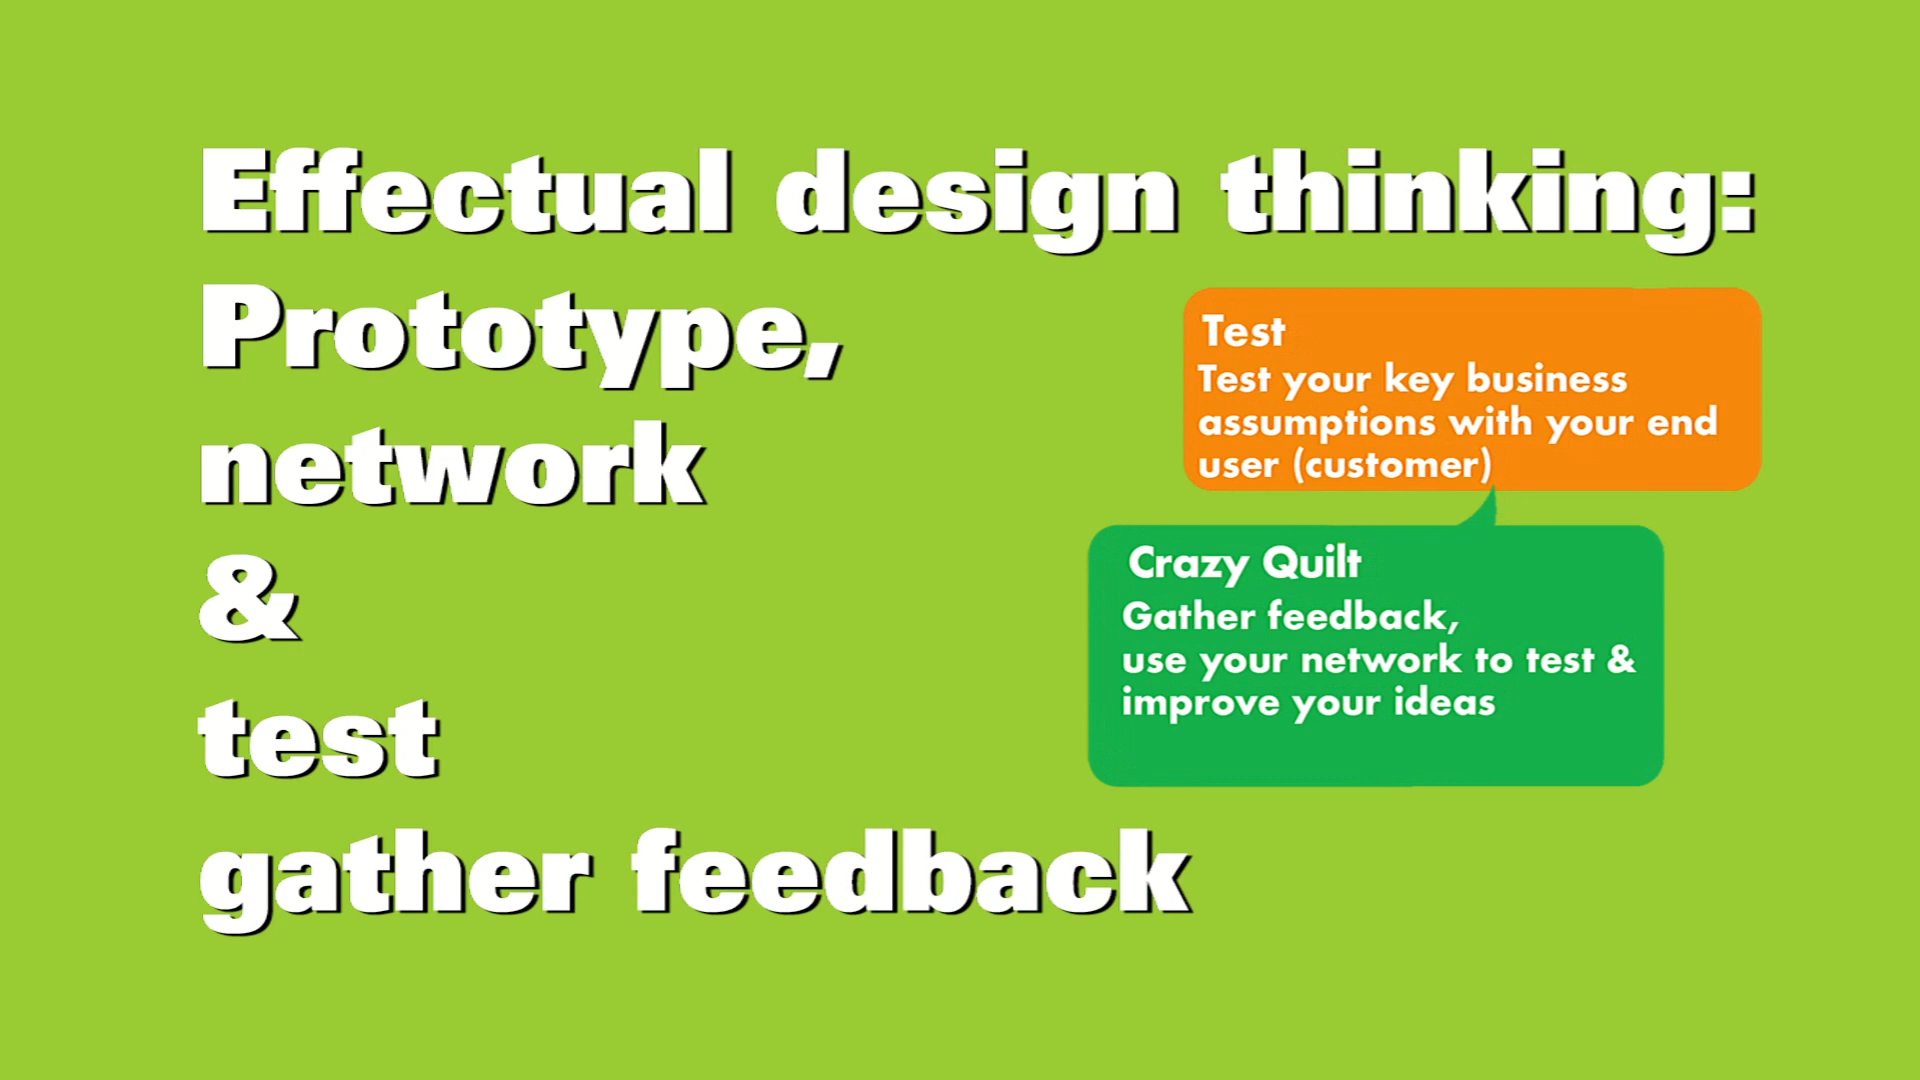 Effectual design thinking:
Prototype,
network
&
test
gather feedback
Test
Test your key business
assumptions with your end
user (customer)
Crazy Quilt
Gather feedback,
use your network to test &
improve your ideas